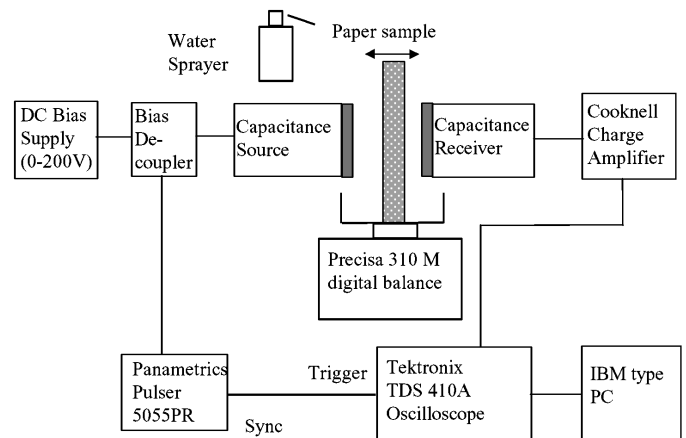 Water
Sprayer
Paper sample
DC Bias
Supply
(0-200V)
Bias
De-
coupler
Capacitance
Source
Capacitance
Receiver
Cooknell
Charge
Amplifier
Precisa 310 M
digital balance
Panametrics
Pulser
5055PR
Trigger
Sync
Tektronix
TDS 410A
Oscilloscope
IBM type
PC